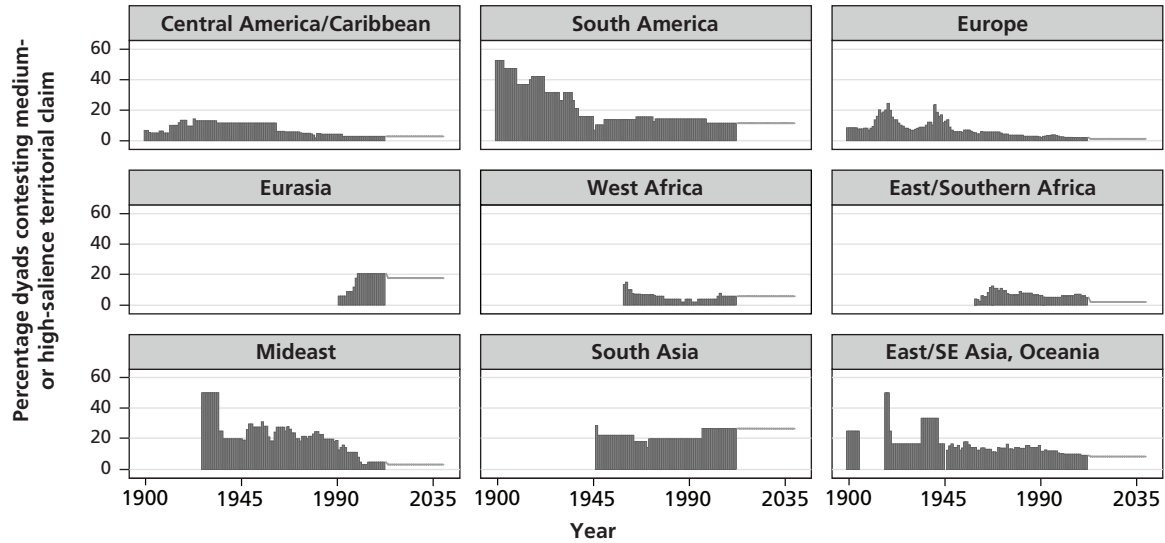 Percentage dyads contesting medium-
or high-salience territorial claim
Central America/Caribbean
South America
Europe
60
40
20
0
Eurasia
West Africa
East/Southern Africa
60
40
20
0
Mideast
South Asia
East/SE Asia, Oceania
60
40
20
0
1900 1945 1990 2035
1900 1945 1990 2035
1900 1945 1990 2035
Year